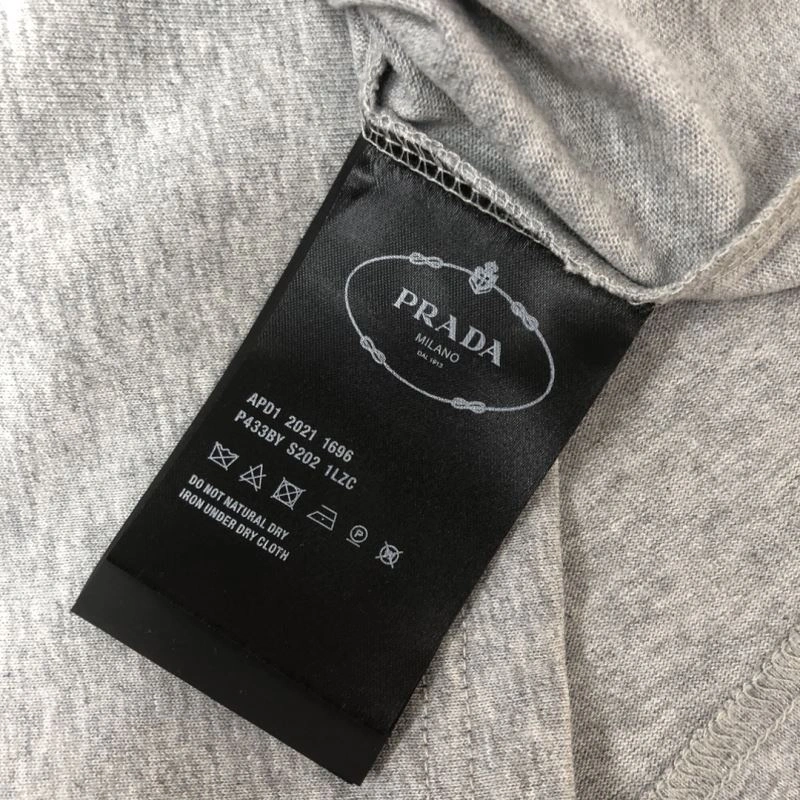 PRADA
MILANO
DAL 1913
APD1 2021 1696
P433BY S202 1LZC
P
DO NOT NATURAL DRY
IRON UNDER DRY CLOTH